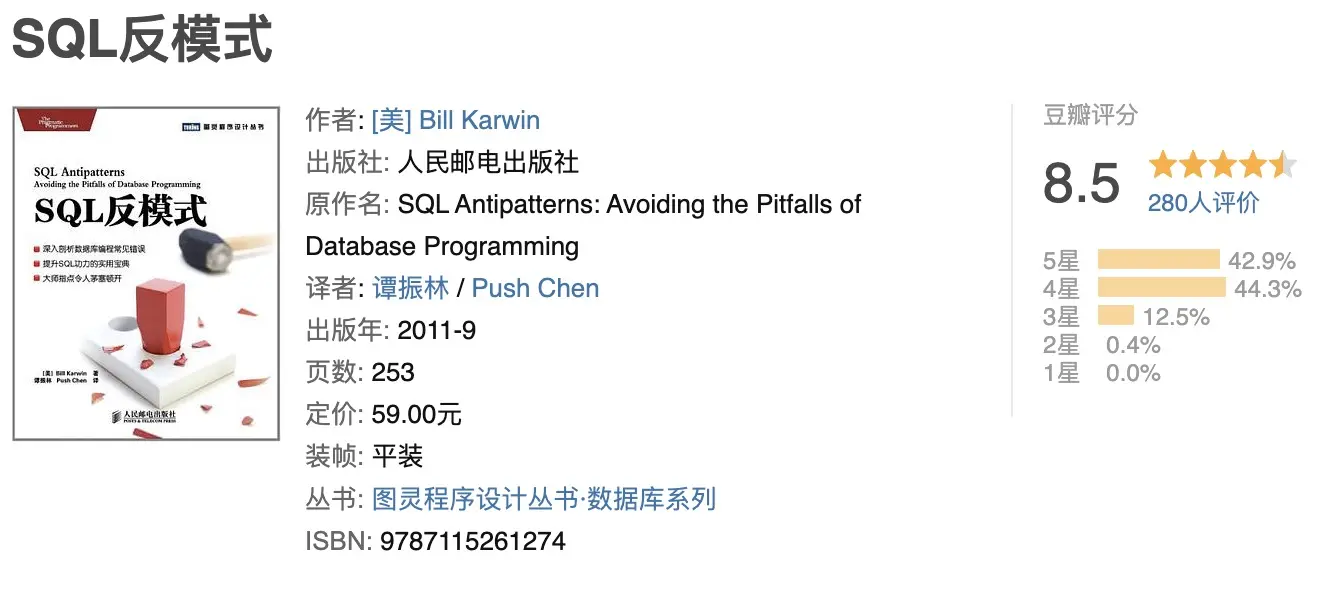 SQL反模式
The
Pragmatic
Programmers
图灵程序设计丛书
SQL Antipatterns
Avoiding the Pitfalls of Database Programming
SQL反模式
深入剖析数据库编程常见错误
提升SQL功力的实用宝典
大师指点令人茅塞顿开
[美] Bill Karwin 著
谭振林 Push Chen 译
人民邮电出版社
POSTS & TELECOM PRESS
作者: [美] Bill Karwin
出版社: 人民邮电出版社
原作名: SQL Antipatterns: Avoiding the Pitfalls of
Database Programming
译者: 谭振林 / Push Chen
出版年: 2011-9
页数: 253
定价: 59.00元
装帧: 平装
丛书: 图灵程序设计丛书·数据库系列
ISBN: 9787115261274
豆瓣评分
8.5
280人评价
5星 42.9%
4星 44.3%
3星 12.5%
2星 0.4%
1星 0.0%